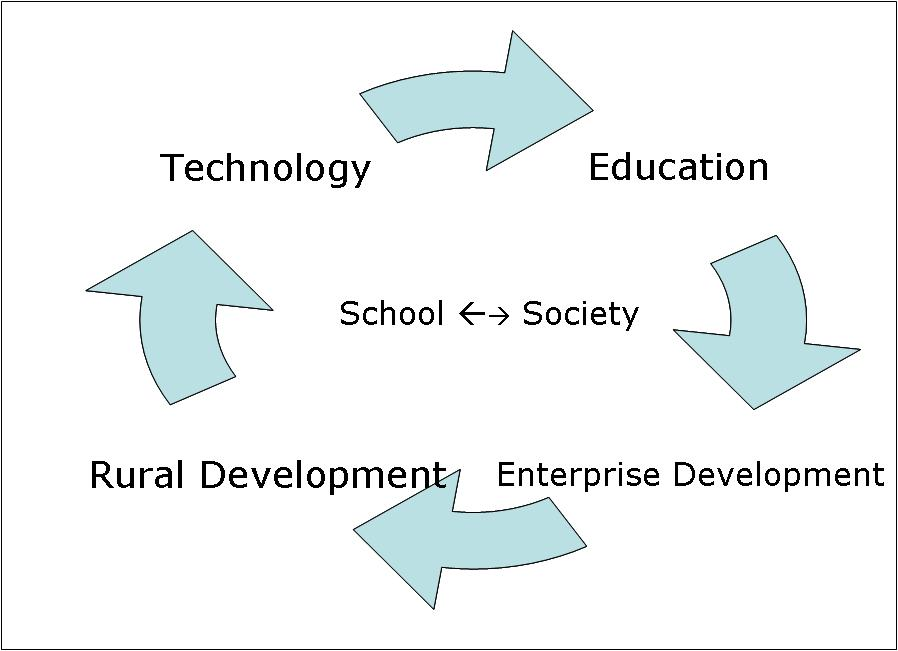 Technology
Education
School ←→ Society
Rural Development
Enterprise Development